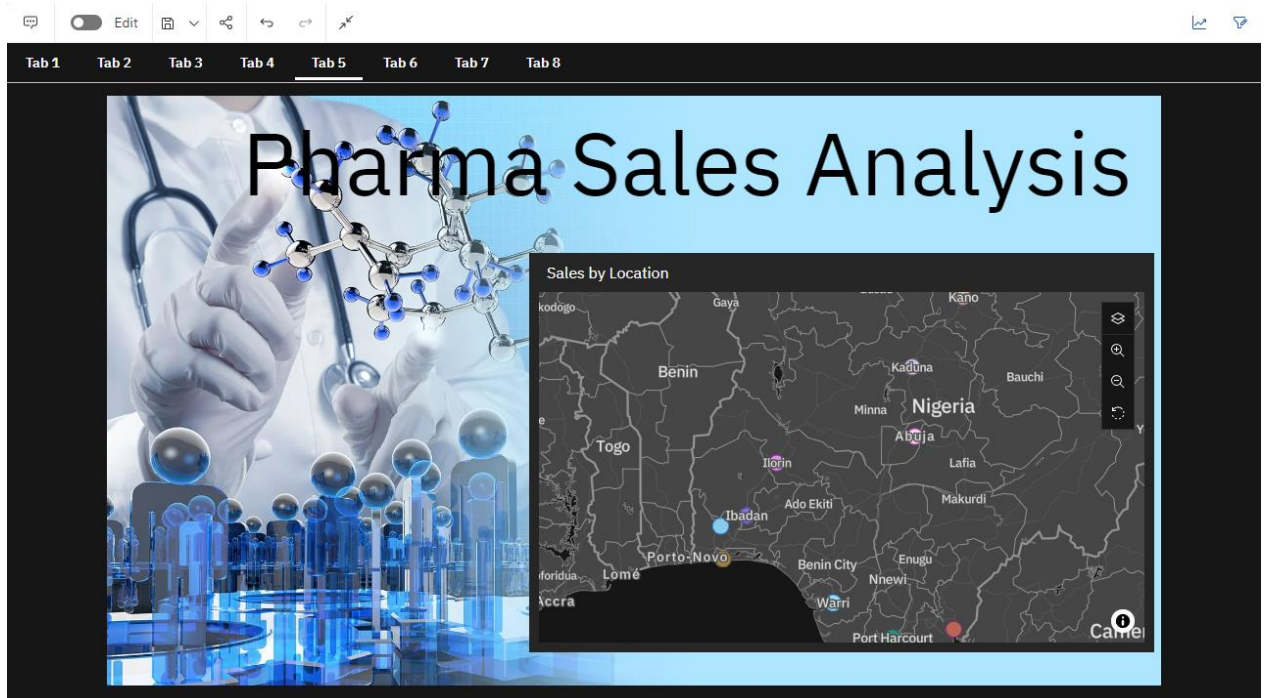 Edit
Tab 1 Tab 2 Tab 3 Tab 4 Tab 5 Tab 6 Tab 7 Tab 8
Pharma Sales Analysis
Sales by Location
Kano
kodogo
Gaya
Kaduna
Benin
Bauchi
Minna
Nigeria
Abuja
Togo
Ilorin
Lafia
Makurdi
Ado Ekiti
Ibadan
Porto-Novo
Benin City
Enugu
Lomé
Nnewi
Accra
Warri
Port Harcourt